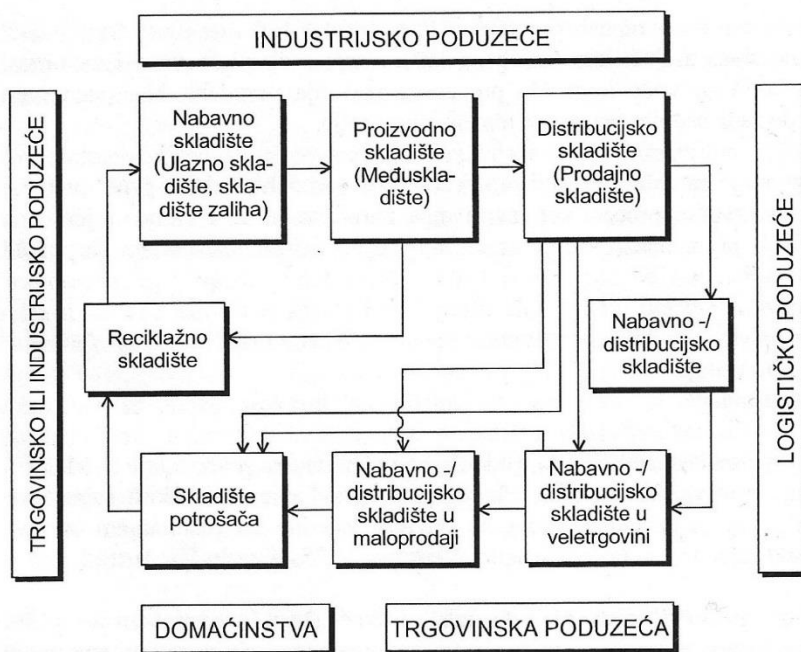 INDUSTRIJSKO PODUZEĆE
TRGOVINSKO ILI INDUSTRIJSKO PODUZEĆE
Nabavno
skladište
(Ulazno skla-
dište, skla-
dište zaliha)
Proizvodno
skladište
(Međuskla-
dište)
Distribucijsko
skladište
(Prodajno
skladište)
LOGISTIČKO PODUZEĆE
Reciklažno
skladište
Nabavno -/
distribucijsko
skladište
Skladište
potrošača
Nabavno -/
distribucijsko
skladište u
maloprodaji
Nabavno -/
distribucijsko
skladište u
veletrgovini
DOMAĆINSTVA
TRGOVINSKA PODUZEĆA